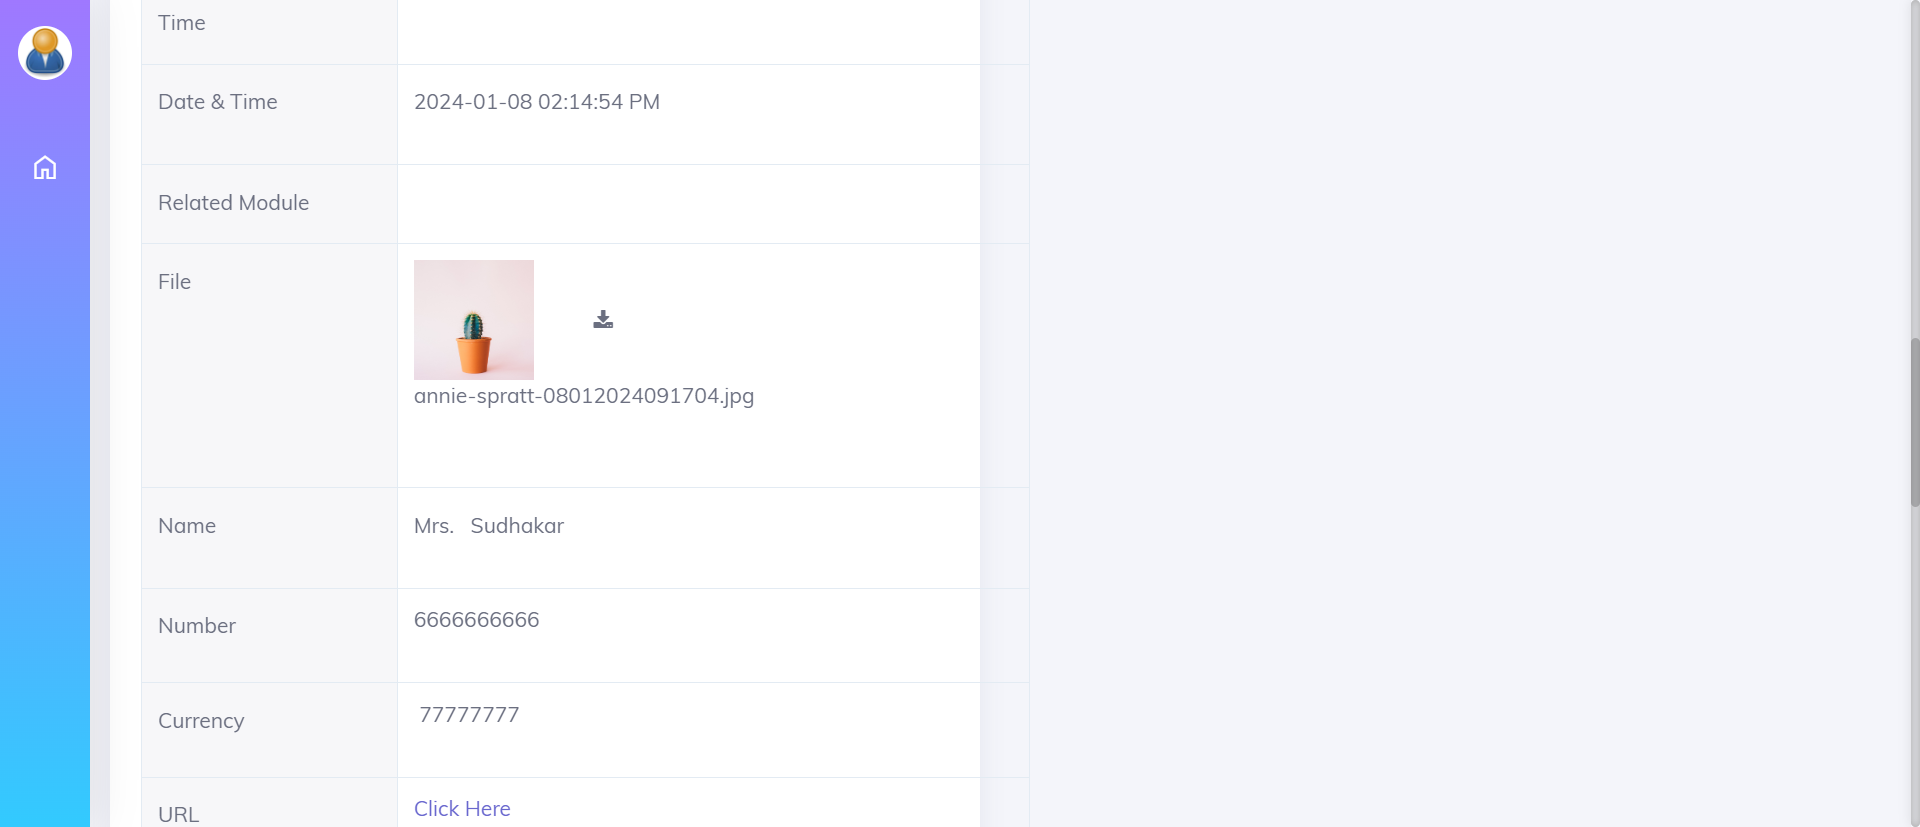 Time
Date & Time
2024-01-08 02:14:54 PM
Related Module
File
annie-spratt-08012024091704.jpg
Name
Mrs.   Sudhakar
Number
6666666666
Currency
77777777
URL
Click Here